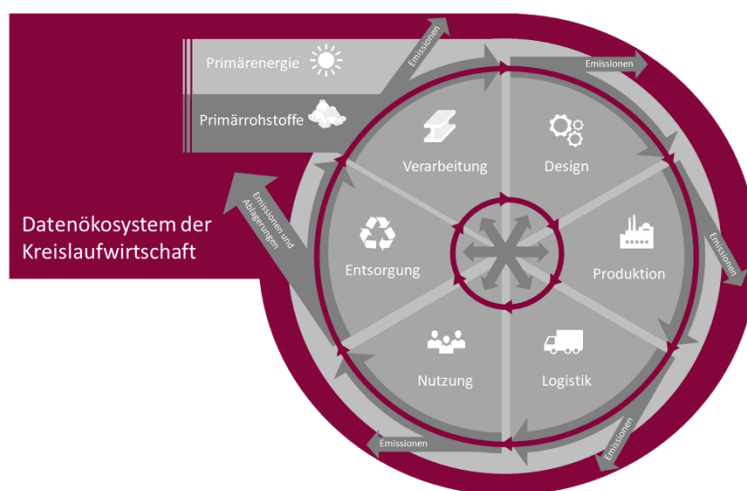 Emissionen
Emissionen
Primärenergie
Primärrohstoffe
Verarbeitung
Design
Emissionen und
Ablagerungen
Datenökosystem der
Kreislaufwirtschaft
Entsorgung
Produktion
Emissionen
Nutzung
Logistik
Emissionen
Emissionen